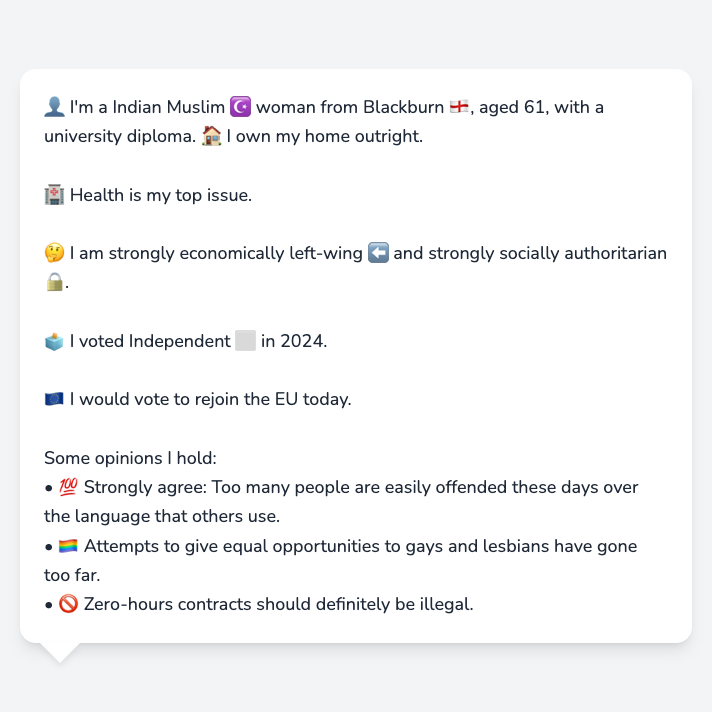 👤 I'm a Indian Muslim ☪️ woman from Blackburn 🏴󠁧󠁢󠁥󠁮󠁧󠁿, aged 61, with a
university diploma. 🏠 I own my home outright.
🏥 Health is my top issue.
🤔 I am strongly economically left-wing ⬅️ and strongly socially authoritarian
🔒.
🗳️ I voted Independent ⬜ in 2024.
🇪🇺 I would vote to rejoin the EU today.
Some opinions I hold:
• 💯 Strongly agree: Too many people are easily offended these days over
the language that others use.
• 🏳️‍🌈 Attempts to give equal opportunities to gays and lesbians have gone
too far.
• 🚫 Zero-hours contracts should definitely be illegal.